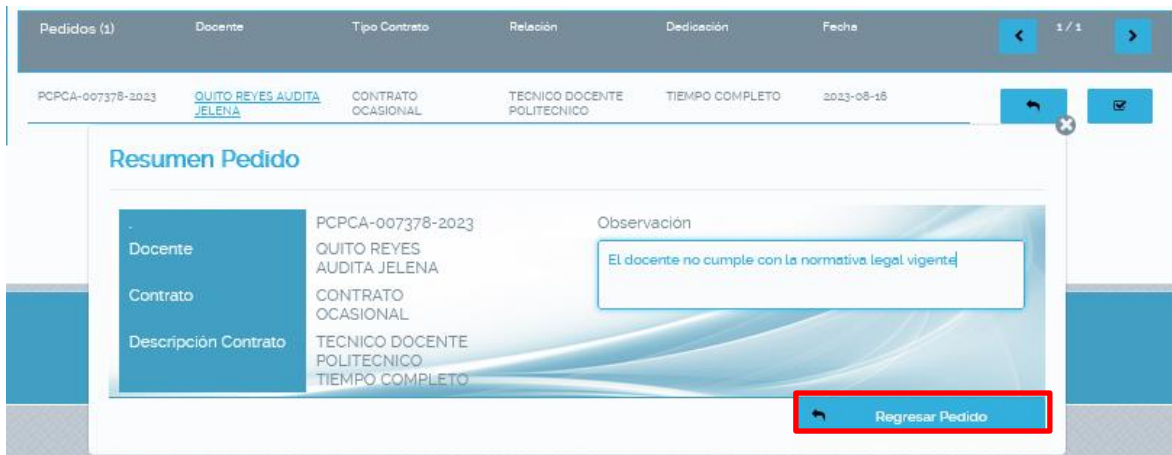 Pedidos (1) Docente Tipo Contrato Relación Dedicación Fecha 1 / 1
PCPCA-007378-2023 QUITO REYES AUDITA CONTRATO TECNICO DOCENTE TIEMPO COMPLETO 2023-08-16
JELENA OCASIONAL POLITECNICO
Resumen Pedido
. PCPCA-007378-2023 Observación
Docente QUITO REYES El docente no cumple con la normativa legal vigente
AUDITA JELENA
Contrato CONTRATO
OCASIONAL
Descripción Contrato TECNICO DOCENTE
POLITECNICO
TIEMPO COMPLETO
Regresar Pedido